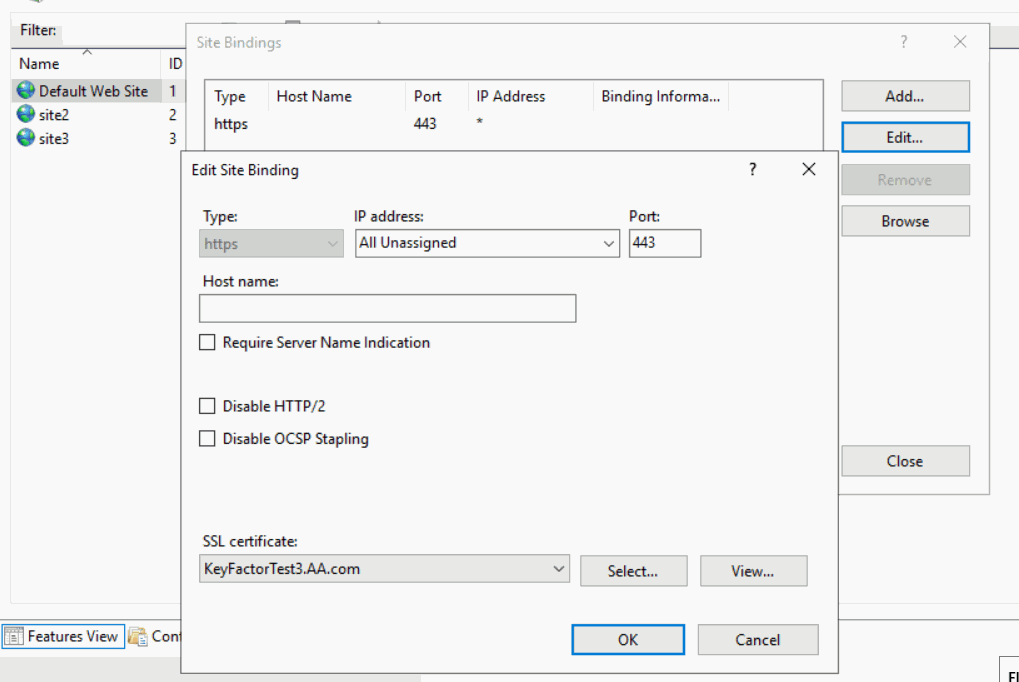 Filter:
Name ID
Default Web Site 1
site2 2
site3 3
Site Bindings ?
Type Host Name Port IP Address Binding Informa...
https 443 *
Add...
Edit...
Remove
Browse
Close
Edit Site Binding ?
Type: IP address: Port:
https All Unassigned 443
Host name:
Require Server Name Indication
Disable HTTP/2
Disable OCSP Stapling
SSL certificate:
KeyFactorTest3.AA.com Select... View...
OK Cancel
Features View